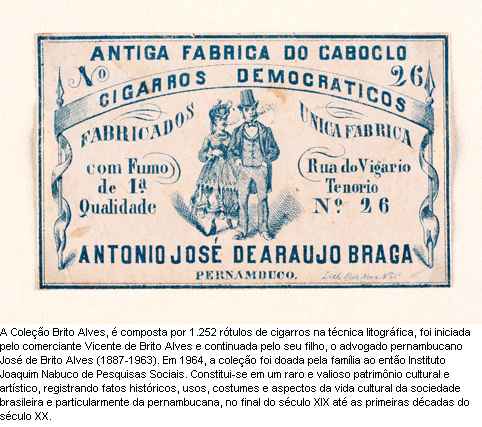 ANTIGA FABRICA DO CABOCLO
Nº 26
CIGARROS DEMOCRATICOS
FABRICADOS
com Fumo
de 1ª
Qualidade
UNICA FABRICA
Rua do Vigario
Tenorio
Nº 26
ANTONIO JOSÉ DE ARAUJO BRAGA
PERNAMBUCO.
A Coleção Brito Alves, é composta por 1.252 rótulos de cigarros na técnica litográfica, foi iniciada
pelo comerciante Vicente de Brito Alves e continuada pelo seu filho, o advogado pernambucano
José de Brito Alves (1887-1963). Em 1964, a coleção foi doada pela família ao então Instituto
Joaquim Nabuco de Pesquisas Sociais. Constitui-se em um raro e valioso patrimônio cultural e
artístico, registrando fatos históricos, usos, costumes e aspectos da vida cultural da sociedade
brasileira e particularmente da pernambucana, no final do século XIX até as primeiras décadas do
século XX.